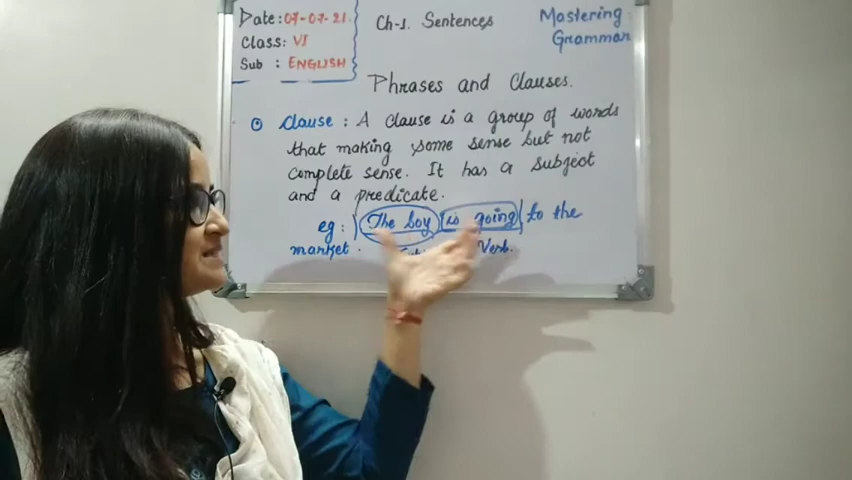 Date: 07-07-21.
Class: VI
Sub : ENGLISH
Ch-1. Sentences
Mastering
Grammar
Phrases and Clauses.
Clause : A clause is a group of words
that making some sense but not
complete sense. It has a subject
and a predicate.
eg: The boy is going to the
market.
Verb.